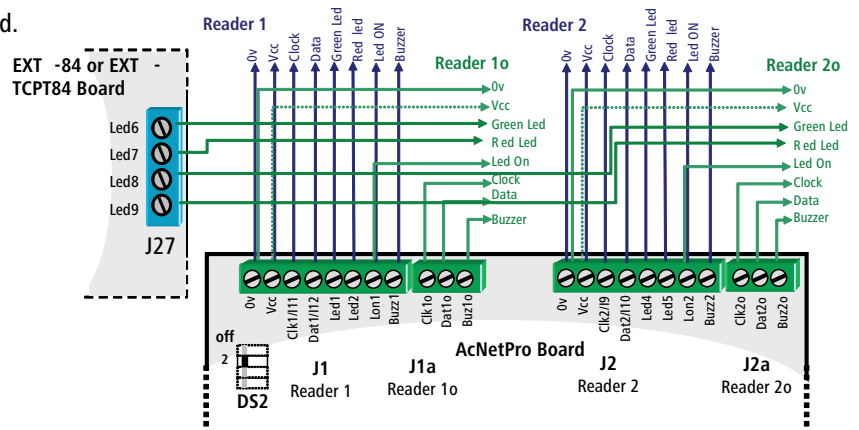 d.
EXT -84 or EXT -
TCPT84 Board
Led6
Led7
Led8
Led9
J27
Reader 1
0v
Vcc
Clock
Data
Green Led
Red led
Led ON
Buzzer
Reader 1o
0v
Vcc
Green Led
Red Led
Led On
Clock
Data
Buzzer
Reader 2
0v
Vcc
Clock
Data
Green Led
Red led
Led ON
Buzzer
Reader 2o
0v
Vcc
Green Led
Red Led
Led On
Clock
Data
Buzzer
0v
Vcc
Clk1/I11
Dat1/I12
Led1
Led2
Lon1
Buzz1
Clk1o
Dat1o
Buz1o
0v
Vcc
Clk2/I9
Dat2/I10
Led4
Led5
Lon2
Buzz2
Clk2o
Dat2o
Buz2o
off
2
DS2
J1
Reader 1
J1a
Reader 1o
AcNetPro Board
J2
Reader 2
J2a
Reader 2o